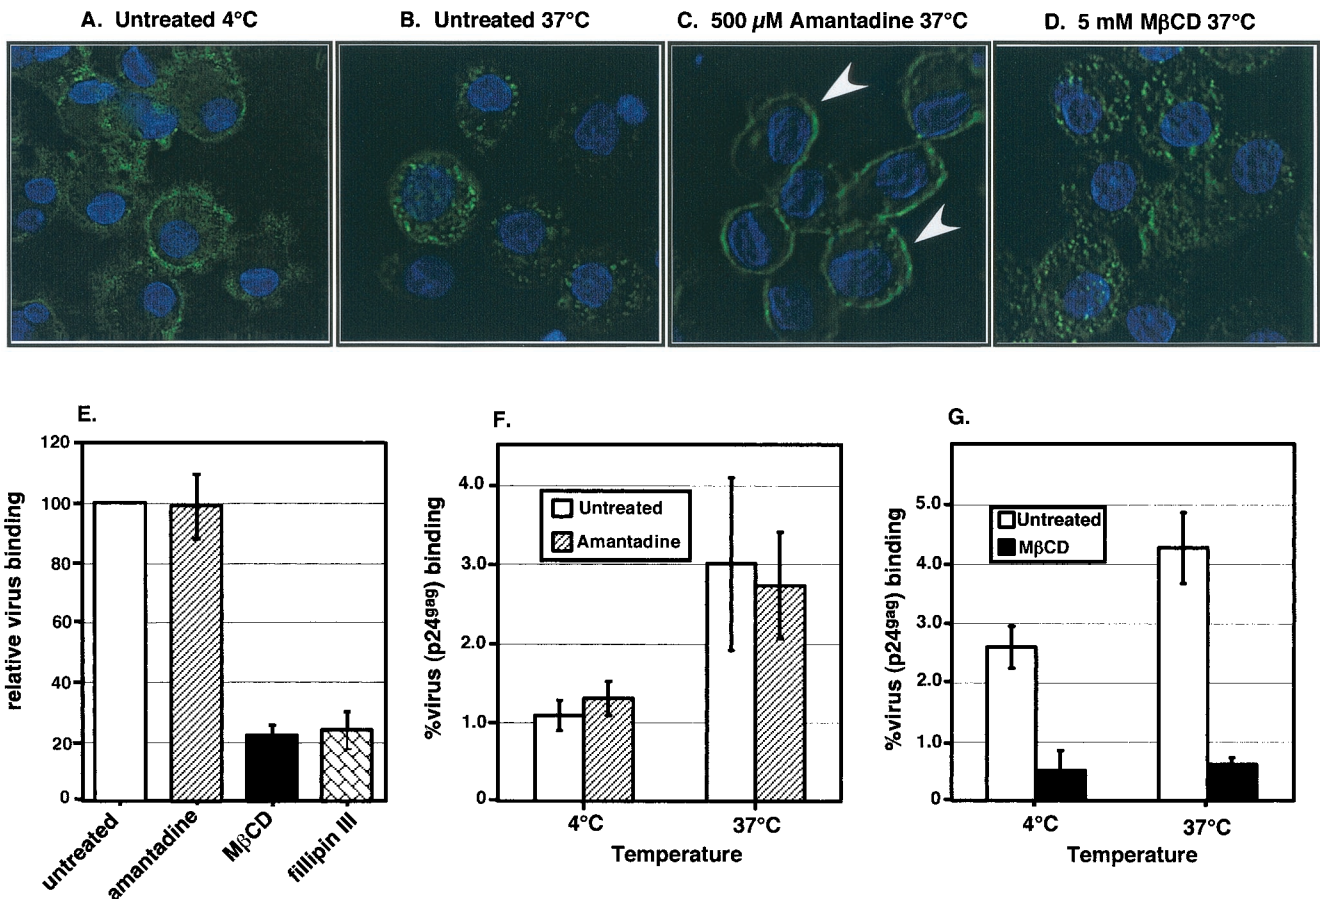 A. Untreated 4°C
B. Untreated 37°C
C. 500 μM Amantadine 37°C
D. 5 mM MβCD 37°C
E.
relative virus binding
120
100
80
60
40
20
0
untreated
amantadine
MβCD
fillipin III
F.
%virus (p24gag) binding
4.0
3.0
2.0
1.0
0
Untreated
Amantadine
4°C
37°C
Temperature
G.
%virus (p24gag) binding
5.0
4.0
3.0
2.0
1.0
0
Untreated
MβCD
4°C
37°C
Temperature